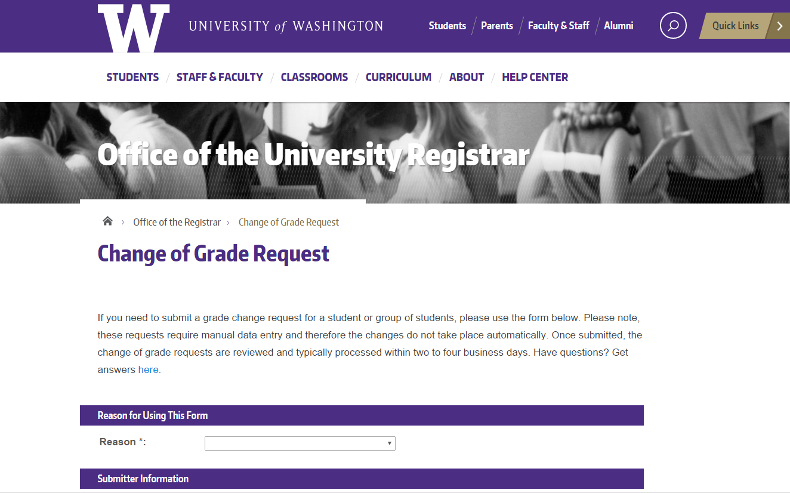 W UNIVERSITY of WASHINGTON Students Parents Faculty & Staff Alumni Quick Links
STUDENTS / STAFF & FACULTY / CLASSROOMS / CURRICULUM / ABOUT / HELP CENTER
Office of the University Registrar
Office of the Registrar › Change of Grade Request
Change of Grade Request
If you need to submit a grade change request for a student or group of students, please use the form below. Please note,
these requests require manual data entry and therefore the changes do not take place automatically. Once submitted, the
change of grade requests are reviewed and typically processed within two to four business days. Have questions? Get
answers here.
Reason for Using This Form
Reason *:
Submitter Information